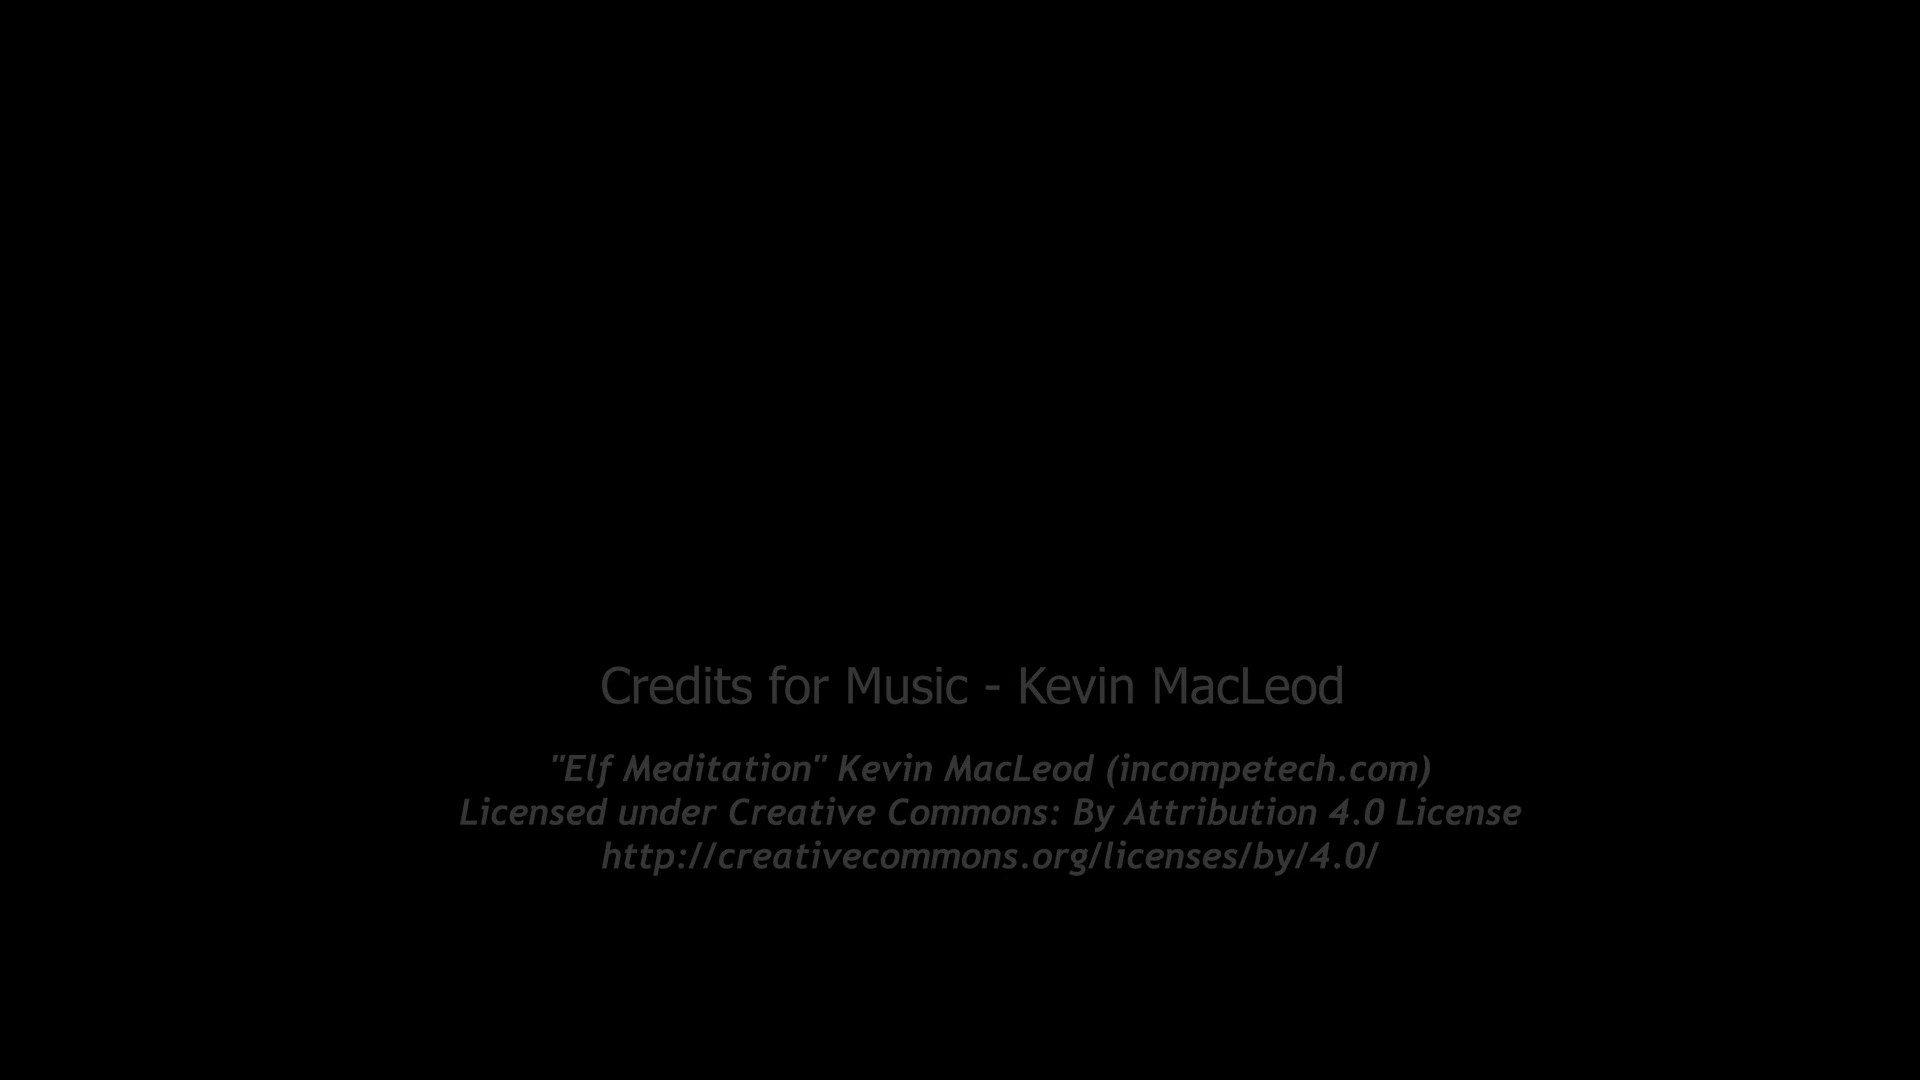 Credits for Music - Kevin MacLeod
"Elf Meditation" Kevin MacLeod (incompetech.com)
Licensed under Creative Commons: By Attribution 4.0 License
http://creativecommons.org/licenses/by/4.0/